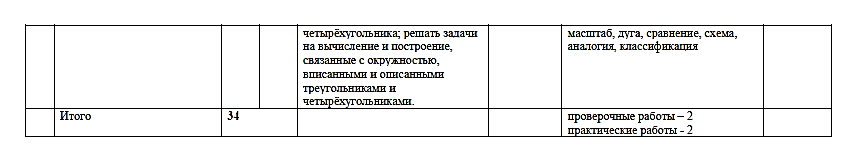 четырёхугольника; решать задачи
на вычисление и построение,
связанные с окружностью,
вписанными и описанными
треугольниками и
четырёхугольниками.
масштаб, дуга, сравнение, схема,
аналогия, классификация
Итого
34
проверочные работы – 2
практические работы - 2